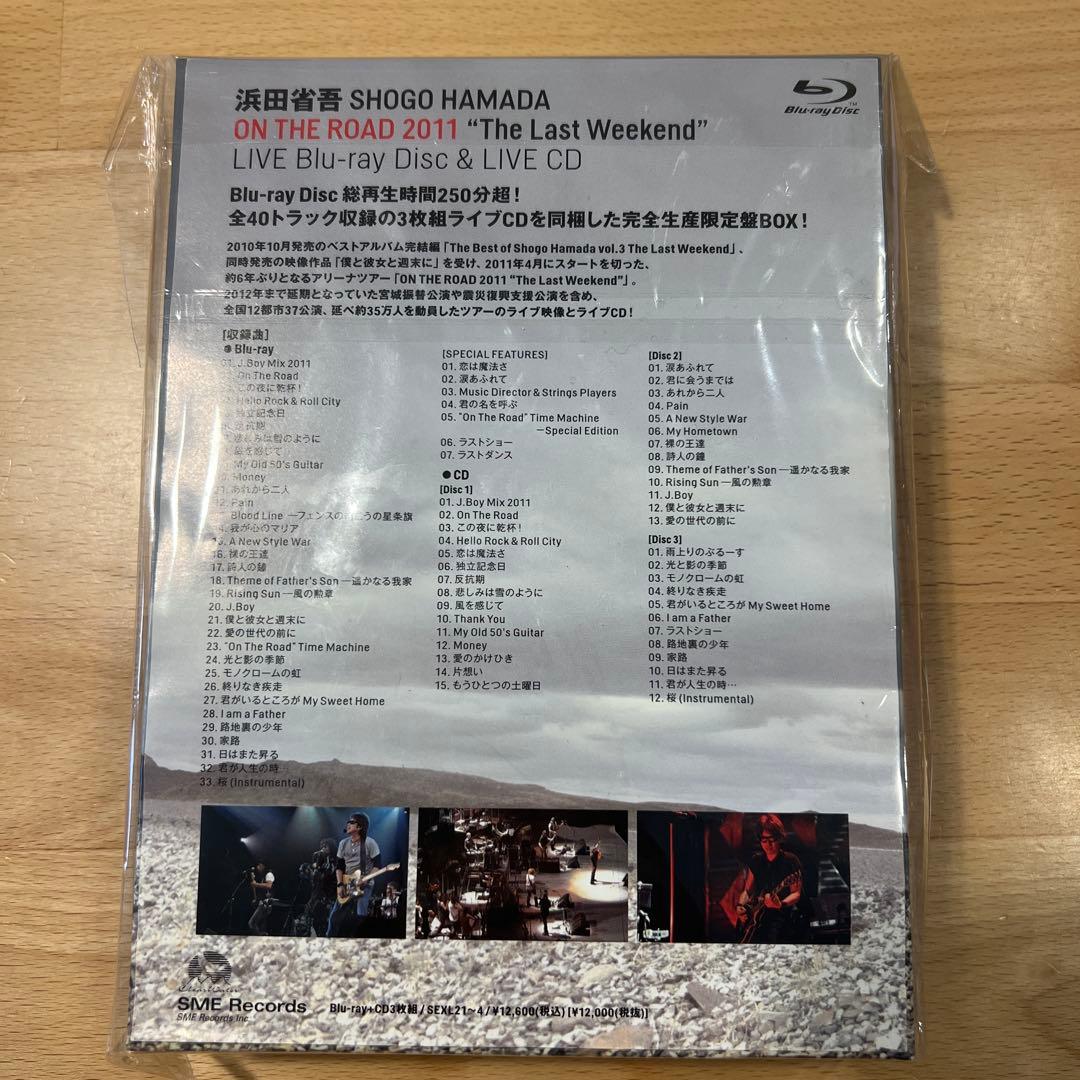 浜田省吾 SHOGO HAMADA
ON THE ROAD 2011 “The Last Weekend”
LIVE Blu-ray Disc & LIVE CD
Blu-ray Disc
Blu-ray Disc 総再生時間250分超！
全40トラック収録の3枚組ライブCDを同梱した完全生産限定盤BOX！
2010年10月発売のベストアルバム完結編「The Best of Shogo Hamada vol.3 The Last Weekend」、
同時発売の映像作品「僕と彼女と週末に」を受け、2011年4月にスタートを切った、
約6年ぶりとなるアリーナツアー「ON THE ROAD 2011 “The Last Weekend”」。
2012年まで延期となっていた宮城振替公演や震災復興支援公演を含め、
全国12都市37公演、延べ約35万人を動員したツアーのライブ映像とライブCD！
[収録曲]
●Blu-ray
01. J.Boy Mix 2011
On The Road
この夜に乾杯！
Hello Rock & Roll City
独立記念日
反抗期
悲しみは雪のように
風を感じて
My Old 50's Guitar
Money
あれから二人
12. Pain
Blood Line ―フェンスの向こうの星条旗
我が心のマリア
15. A New Style War
16. 裸の王達
17. 詩人の鐘
18. Theme of Father's Son ―遥かなる我家
19. Rising Sun ―風の勲章
20. J.Boy
21. 僕と彼女と週末に
22. 愛の世代の前に
23. “On The Road” Time Machine
24. 光と影の季節
25. モノクロームの虹
26. 終りなき疾走
27. 君がいるところが My Sweet Home
28. I am a Father
29. 路地裏の少年
30. 家路
31. 日はまた昇る
32. 君が人生の時…
33. 桜 (Instrumental)
[SPECIAL FEATURES]
01. 恋は魔法さ
02. 涙あふれて
03. Music Director & Strings Players
04. 君の名を呼ぶ
05. “On The Road” Time Machine
―Special Edition
06. ラストショー
07. ラストダンス
●CD
[Disc 1]
01. J.Boy Mix 2011
02. On The Road
03. この夜に乾杯！
04. Hello Rock & Roll City
05. 恋は魔法さ
06. 独立記念日
07. 反抗期
08. 悲しみは雪のように
09. 風を感じて
10. Thank You
11. My Old 50's Guitar
12. Money
13. 愛のかけひき
14. 片想い
15. もうひとつの土曜日
[Disc 2]
01. 涙あふれて
02. 君に会うまでは
03. あれから二人
04. Pain
05. A New Style War
06. My Hometown
07. 裸の王達
08. 詩人の鐘
09. Theme of Father's Son ―遥かなる我家
10. Rising Sun ―風の勲章
11. J.Boy
12. 僕と彼女と週末に
13. 愛の世代の前に
[Disc 3]
01. 雨上りのぶるーす
02. 光と影の季節
03. モノクロームの虹
04. 終りなき疾走
05. 君がいるところが My Sweet Home
06. I am a Father
07. ラストショー
08. 路地裏の少年
09. 家路
10. 日はまた昇る
11. 君が人生の時…
12. 桜 (Instrumental)
SME Records
SME Records Inc.
Blu-ray+CD3枚組 / SEXL21～4 / ¥12,600(税込) [¥12,000(税抜)]